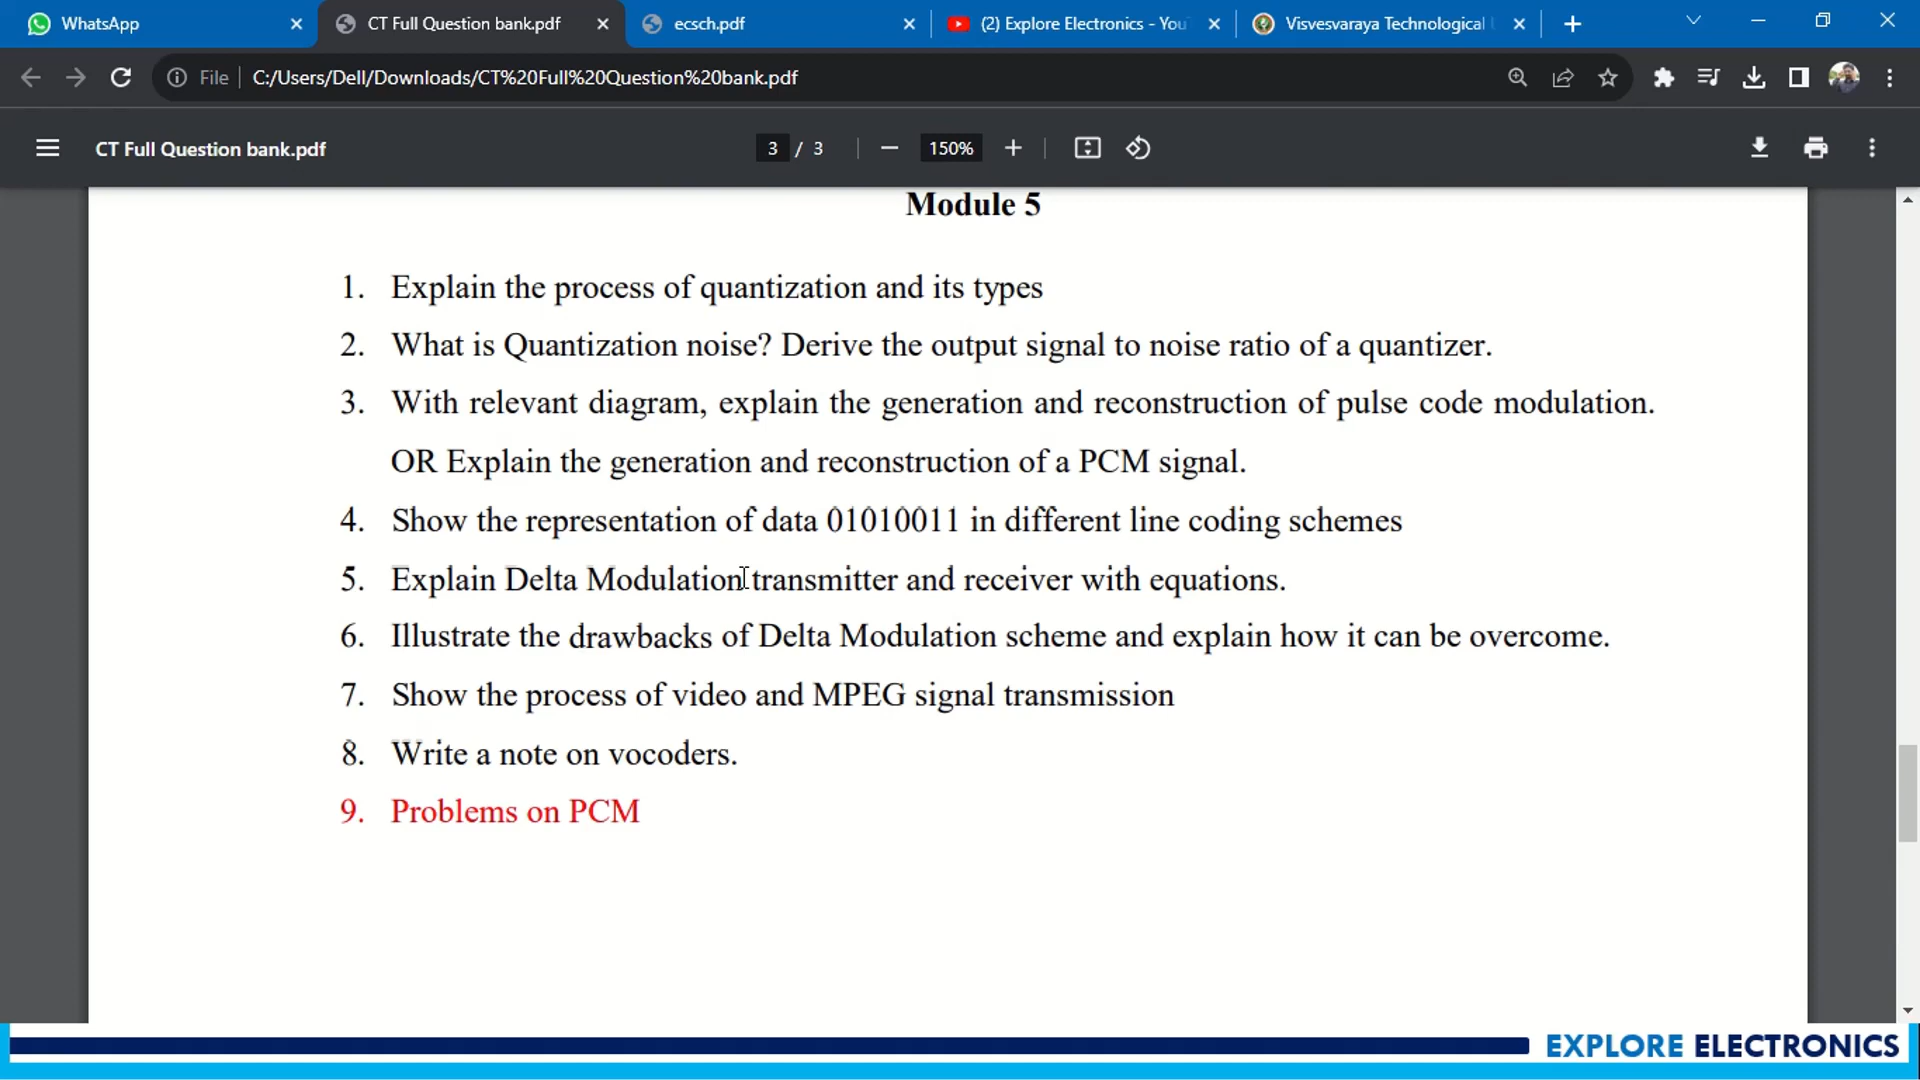 WhatsApp
CT Full Question bank.pdf
ecsch.pdf
(2) Explore Electronics - You
Visvesvaraya Technological
File
C:/Users/Dell/Downloads/CT%20Full%20Question%20bank.pdf
CT Full Question bank.pdf
3 / 3
150%
Module 5
1. Explain the process of quantization and its types
2. What is Quantization noise? Derive the output signal to noise ratio of a quantizer.
3. With relevant diagram, explain the generation and reconstruction of pulse code modulation.
OR Explain the generation and reconstruction of a PCM signal.
4. Show the representation of data 01010011 in different line coding schemes
5. Explain Delta Modulation transmitter and receiver with equations.
6. Illustrate the drawbacks of Delta Modulation scheme and explain how it can be overcome.
7. Show the process of video and MPEG signal transmission
8. Write a note on vocoders.
9. Problems on PCM
EXPLORE ELECTRONICS